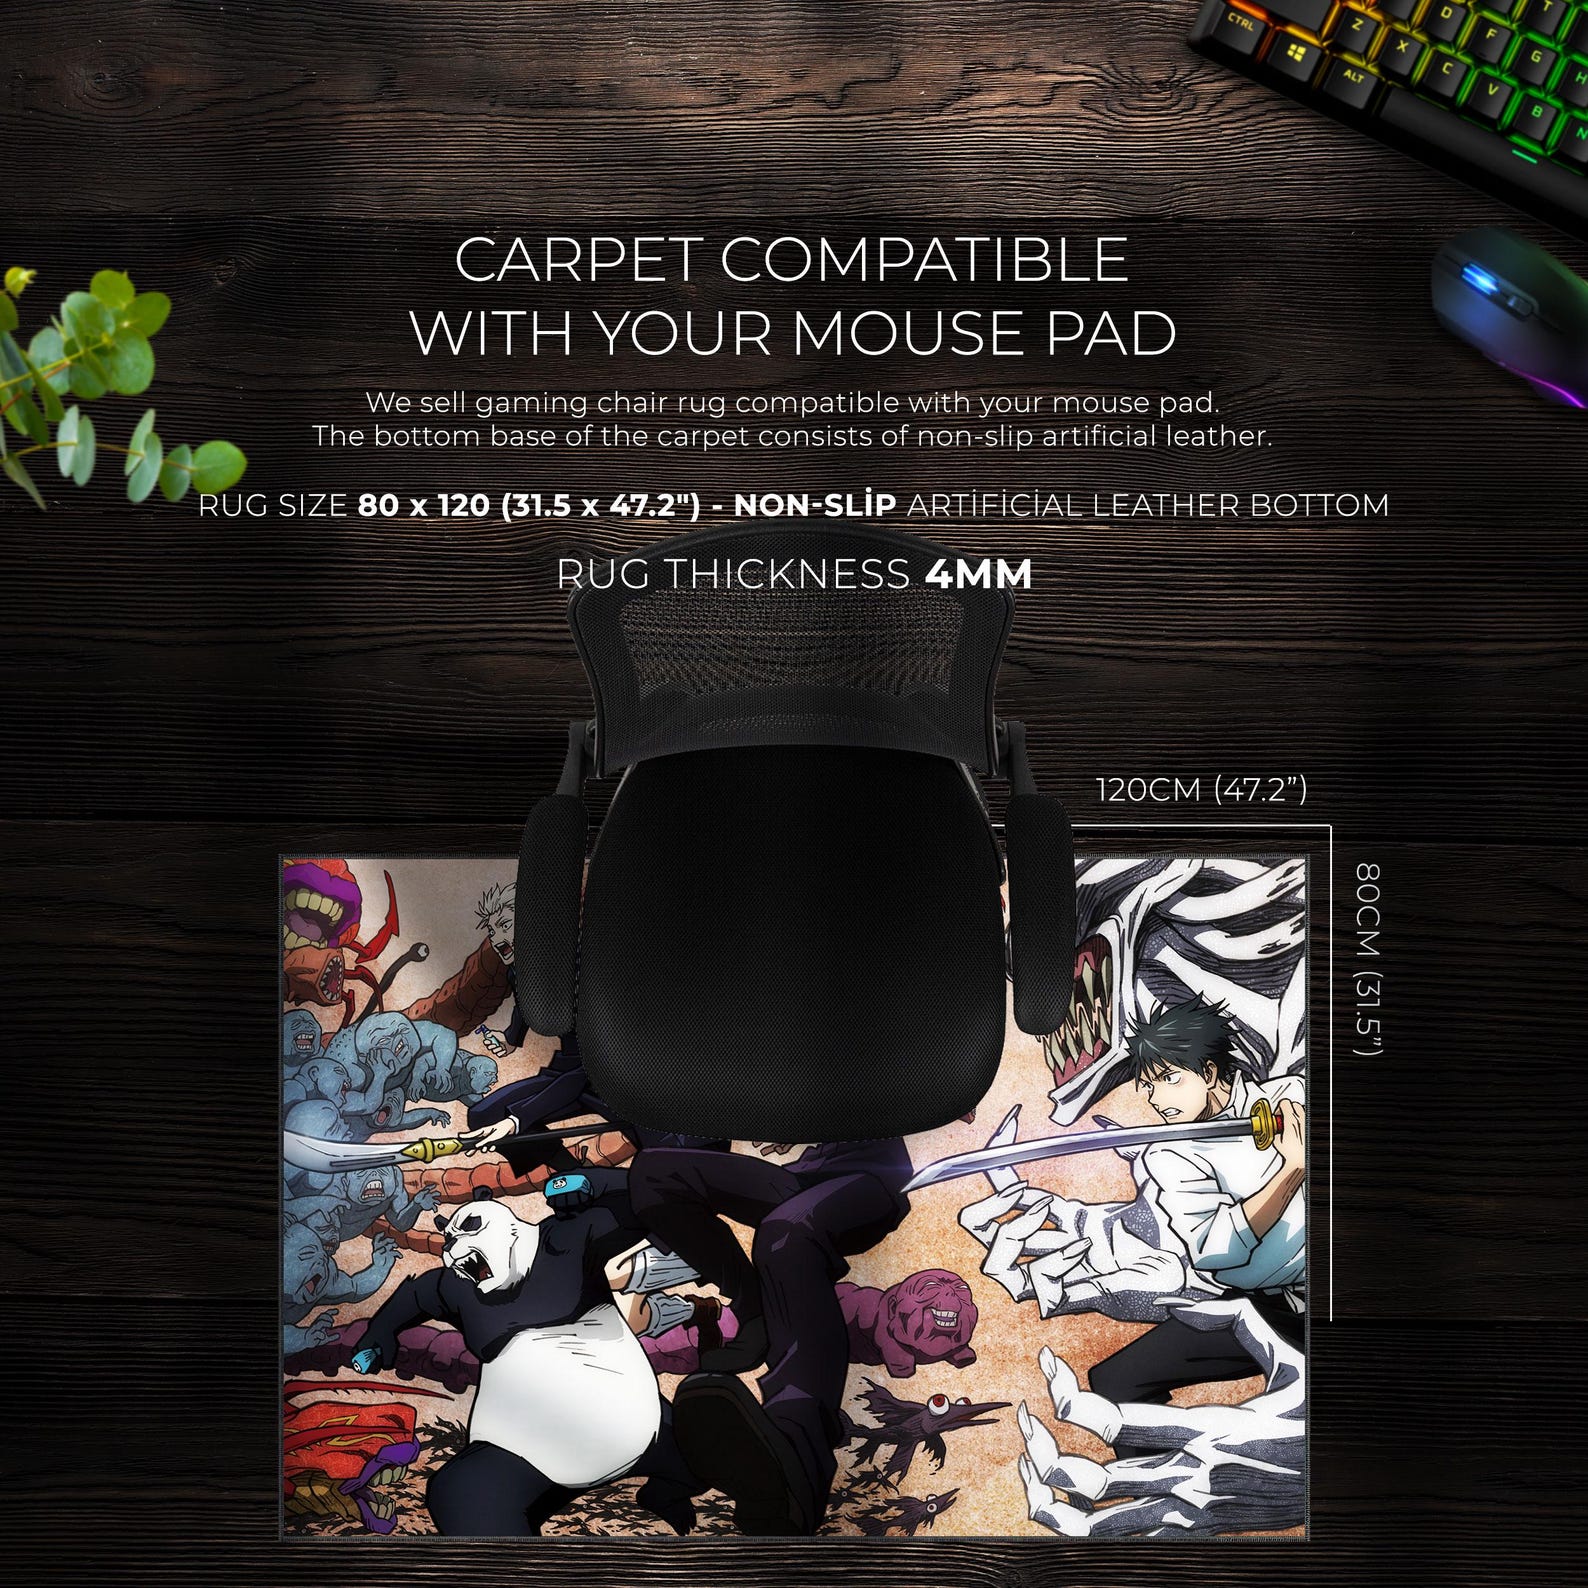 CTRL
ALT
Z
X
C
V
B
N
D
F
G
H
T
CARPET COMPATIBLE
WITH YOUR MOUSE PAD
We sell gaming chair rug compatible with your mouse pad.
The bottom base of the carpet consists of non-slip artificial leather.
RUG SIZE 80 x 120 (31.5 x 47.2") - NON-SLİP ARTİFİCİAL LEATHER BOTTOM
RUG THICKNESS 4MM
120CM (47.2”)
80CM (31.5”)